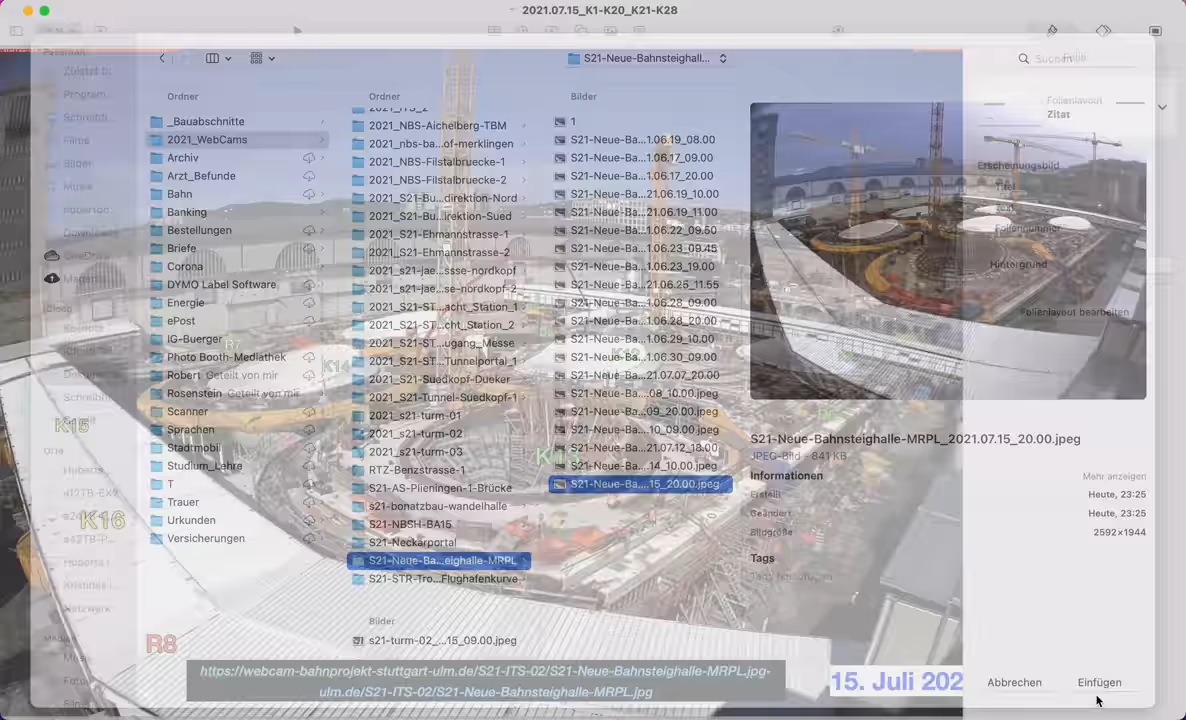 2021.07.15_K1-K20_K21-K28
S21-Neue-Bahnsteighall...
Suchen
Folie
Ordner
_Bauabschnitte
2021_WebCams
Archiv
Arzt_Befunde
Bahn
Banking
Bestellungen
Briefe
Corona
DYMO Label Software
Energie
ePost
IG-Buerger
Photo Booth-Mediathek
Robert Geteilt von mir
Rosenstein Geteilt von mir
Scanner
Sprachen
Stadtmobil
Studium_Lehre
T
Trauer
Urkunden
Versicherungen
Ordner
2021_NBS-Aichelberg-TBM
2021_nbs-ba...of-merklingen
2021_NBS-Filstalbruecke-1
2021_NBS-Filstalbruecke-2
2021_S21-Bu...direktion-Nord
2021_S21-Bu...irektion-Sued
2021_S21-Ehmannstrasse-1
2021_S21-Ehmannstrasse-2
2021_s21-jae...sse-nordkopf
2021_s21-jae...se-nordkopf-2
2021_S21-ST...acht_Station_1
2021_S21-ST...cht_Station_2
2021_S21-ST...ugang_Messe
2021_S21-ST...Tunnelportal_1
2021_S21-Suedkopf-Dueker
2021_S21-Tunnel-Suedkopf-1
2021_s21-turm-01
2021_s21-turm-02
2021_s21-turm-03
RTZ-Benzstrasse-1
S21-AS-Plieningen-1-Brücke
s21-bonatzbau-wandelhalle
S21-NBSH-BA15
S21-Neckarportal
S21-Neue-Ba...eighalle-MRPL
S21-STR-Tro...Flughafenkurve
Bilder
s21-turm-02_...15_09.00.jpeg
Bilder
1
S21-Neue-Ba...1.06.19_08.00
S21-Neue-Ba...1.06.17_09.00
S21-Neue-Ba...1.06.17_20.00
S21-Neue-Ba...21.06.19_10.00
S21-Neue-Ba...21.06.19_11.00
S21-Neue-Ba...1.06.22_09.50
S21-Neue-Ba...1.06.23_09.45
S21-Neue-Ba...1.06.23_19.00
S21-Neue-Ba...21.06.25_11.55
S21-Neue-Ba...1.06.28_09.00
S21-Neue-Ba...1.06.28_20.00
S21-Neue-Ba...1.06.29_10.00
S21-Neue-Ba...1.06.30_09.00
S21-Neue-Ba...21.07.07_20.00
S21-Neue-Ba....08_10.00.jpeg
S21-Neue-Ba....09_20.00.jpeg
S21-Neue-Ba....10_09.00.jpeg
S21-Neue-Ba...21.07.12_18.00
S21-Neue-Ba....14_10.00.jpeg
S21-Neue-Ba....15_20.00.jpeg
Folienlayout
Zitat
Erscheinungsbild
Titel
Foliennummer
Hintergrund
Folienlayout bearbeiten
S21-Neue-Bahnsteighalle-MRPL_2021.07.15_20.00.jpeg
JPEG-Bild - 841 KB
Informationen
Mehr anzeigen
Erstellt
Heute, 23:25
Geändert
Heute, 23:25
Bildgröße
2592×1944
Tags
Tags hinzufügen
R7
K14
K15
K16
R8
https://webcam-bahnprojekt-stuttgart-ulm.de/S21-ITS-02/S21-Neue-Bahnsteighalle-MRPL.jpg-
ulm.de/S21-ITS-02/S21-Neue-Bahnsteighalle-MRPL.jpg
15. Juli 202
Abbrechen
Einfügen